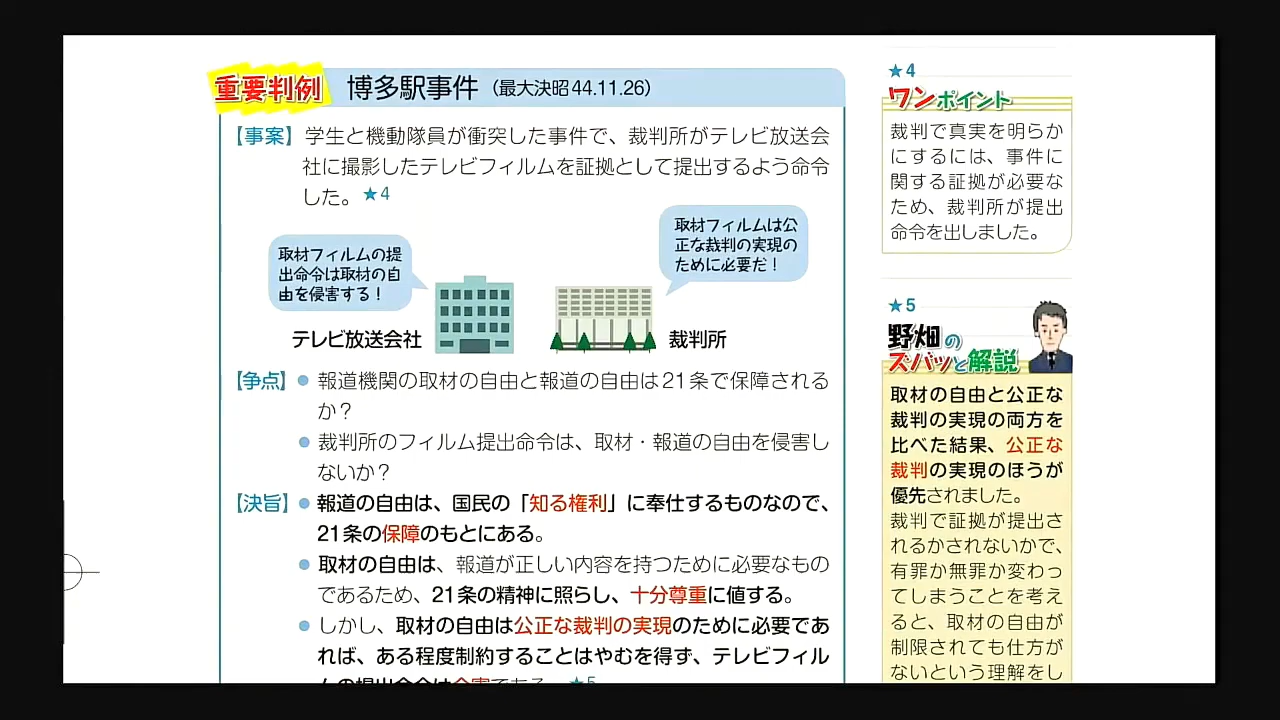 重要判例 博多駅事件（最大決昭44.11.26）
【事案】学生と機動隊員が衝突した事件で、裁判所がテレビ放送会
社に撮影したテレビフィルムを証拠として提出するよう命令
した。★4
取材フィルムの提
出命令は取材の自
由を侵害する！
テレビ放送会社
取材フィルムは公
正な裁判の実現の
ために必要だ！
裁判所
【争点】● 報道機関の取材の自由と報道の自由は21条で保障される
か？
● 裁判所のフィルム提出命令は、取材・報道の自由を侵害し
ないか？
【決旨】● 報道の自由は、国民の「知る権利」に奉仕するものなので、
21条の保障のもとにある。
● 取材の自由は、報道が正しい内容を持つために必要なもの
であるため、21条の精神に照らし、十分尊重に値する。
● しかし、取材の自由は公正な裁判の実現のために必要であ
れば、ある程度制約することはやむを得ず、テレビフィル
ムの提出命令は合憲である。★5
★4
ワンポイント
裁判で真実を明らか
にするには、事件に
関する証拠が必要な
ため、裁判所が提出
命令を出しました。
★5
野畑の
ズバッと解説
取材の自由と公正な
裁判の実現の両方を
比べた結果、公正な
裁判の実現のほうが
優先されました。
裁判で証拠が提出さ
れるかされないかで、
有罪か無罪か変わっ
てしまうことを考え
ると、取材の自由が
制限されても仕方が
ないという理解をし